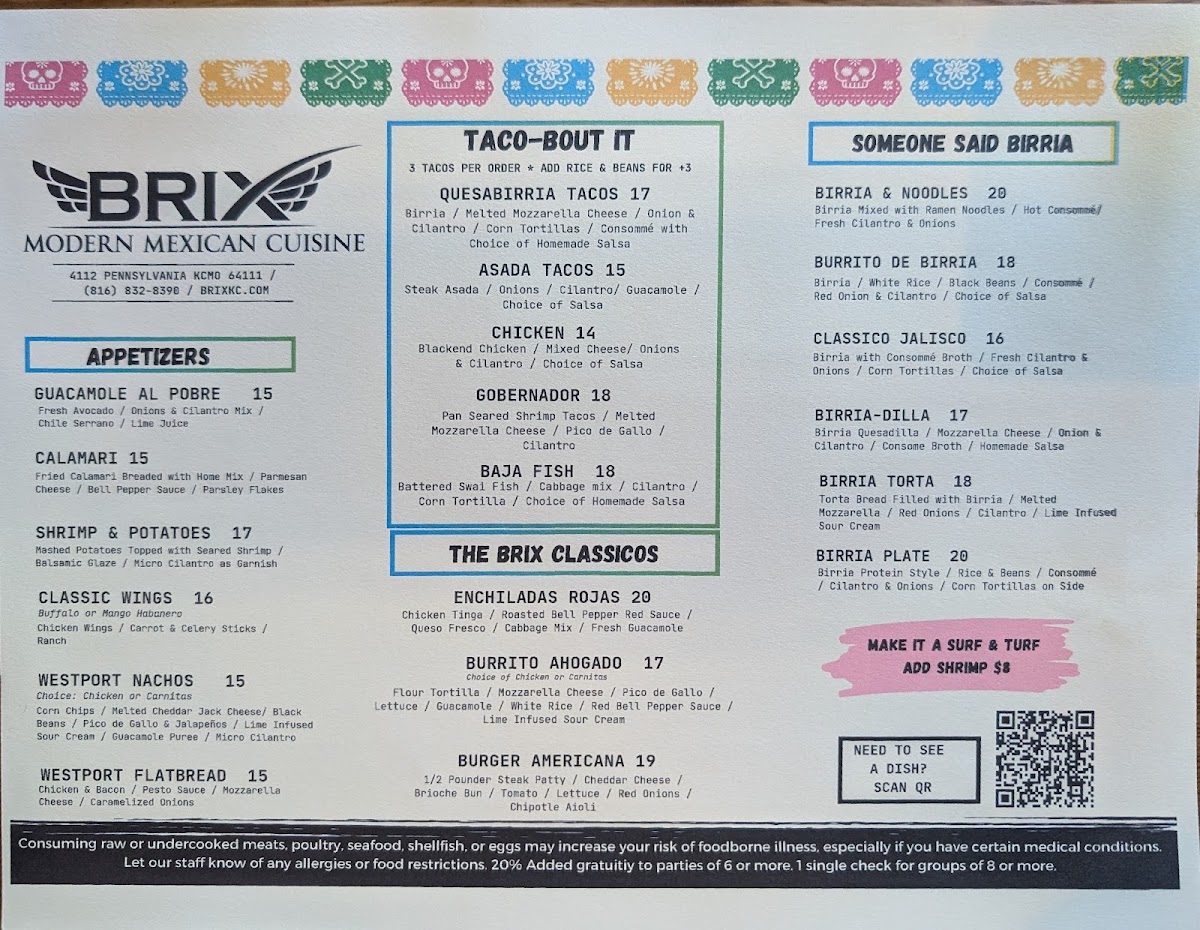 BRIX
MODERN MEXICAN CUISINE
4112 PENNSYLVANIA KCMO 64111 /
(816) 832-8390 / BRIXKC.COM
APPETIZERS
GUACAMOLE AL POBRE 15
Fresh Avocado / Onions & Cilantro Mix /
Chile Serrano / Lime Juice
CALAMARI 15
Fried Calamari Breaded with Home Mix / Parmesan
Cheese / Bell Pepper Sauce / Parsley Flakes
SHRIMP & POTATOES 17
Mashed Potatoes Topped with Seared Shrimp /
Balsamic Glaze / Micro Cilantro as Garnish
CLASSIC WINGS 16
Buffalo or Mango Habanero
Chicken Wings / Carrot & Celery Sticks /
Ranch
WESTPORT NACHOS 15
Choice: Chicken or Carnitas
Corn Chips / Melted Cheddar Jack Cheese/ Black
Beans / Pico de Gallo & Jalapeños / Lime Infused
Sour Cream / Guacamole Puree / Micro Cilantro
WESTPORT FLATBREAD 15
Chicken & Bacon / Pesto Sauce / Mozzarella
Cheese / Caramelized Onions
TACO-BOUT IT
3 TACOS PER ORDER * ADD RICE & BEANS FOR +3
QUESABIRRIA TACOS 17
Birria / Melted Mozzarella Cheese / Onion &
Cilantro / Corn Tortillas / Consommé with
Choice of Homemade Salsa
ASADA TACOS 15
Steak Asada / Onions / Cilantro/ Guacamole /
Choice of Salsa
CHICKEN 14
Blackend Chicken / Mixed Cheese/ Onions
& Cilantro / Choice of Salsa
GOBERNADOR 18
Pan Seared Shrimp Tacos / Melted
Mozzarella Cheese / Pico de Gallo /
Cilantro
BAJA FISH 18
Battered Swai Fish / Cabbage mix / Cilantro /
Corn Tortilla / Choice of Homemade Salsa
THE BRIX CLASSICOS
ENCHILADAS ROJAS 20
Chicken Tinga / Roasted Bell Pepper Red Sauce /
Queso Fresco / Cabbage Mix / Fresh Guacamole
BURRITO AHOGADO 17
Choice of Chicken or Carnitas
Flour Tortilla / Mozzarella Cheese / Pico de Gallo /
Lettuce / Guacamole / White Rice / Red Bell Pepper Sauce /
Lime Infused Sour Cream
BURGER AMERICANA 19
1/2 Pounder Steak Patty / Cheddar Cheese /
Brioche Bun / Tomato / Lettuce / Red Onions /
Chipotle Aioli
SOMEONE SAID BIRRIA
BIRRIA & NOODLES 20
Birria Mixed with Ramen Noodles / Hot Consommé/
Fresh Cilantro & Onions
BURRITO DE BIRRIA 18
Birria / White Rice / Black Beans / Consommé /
Red Onion & Cilantro / Choice of Salsa
CLASSICO JALISCO 16
Birria with Consommé Broth / Fresh Cilantro &
Onions / Corn Tortillas / Choice of Salsa
BIRRIA-DILLA 17
Birria Quesadilla / Mozzarella Cheese / Onion &
Cilantro / Consome Broth / Homemade Salsa
BIRRIA TORTA 18
Torta Bread Filled with Birria / Melted
Mozzarella / Red Onions / Cilantro / Lime Infused
Sour Cream
BIRRIA PLATE 20
Birria Protein Style / Rice & Beans / Consommé
/ Cilantro & Onions / Corn Tortillas on Side
MAKE IT A SURF & TURF
ADD SHRIMP $8
NEED TO SEE
A DISH?
SCAN QR
Consuming raw or undercooked meats, poultry, seafood, shellfish, or eggs may increase your risk of foodborne illness, especially if you have certain medical conditions.
Let our staff know of any allergies or food restrictions. 20% Added gratuitiy to parties of 6 or more. 1 single check for groups of 8 or more.